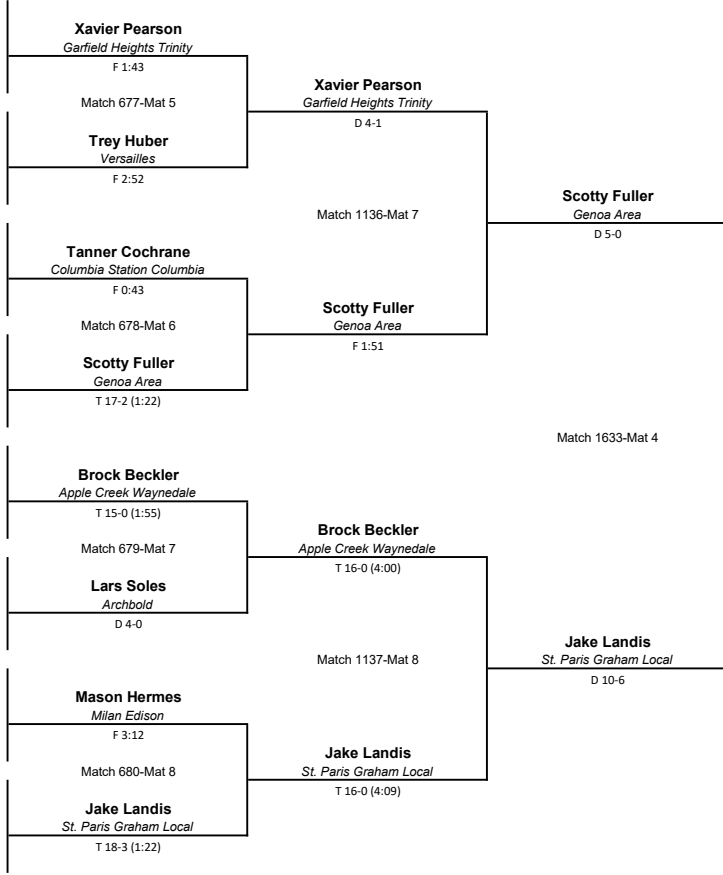 Xavier Pearson
Garfield Heights Trinity
F 1:43
Match 677-Mat 5
Trey Huber
Versailles
F 2:52
Tanner Cochrane
Columbia Station Columbia
F 0:43
Match 678-Mat 6
Scotty Fuller
Genoa Area
T 17-2 (1:22)
Brock Beckler
Apple Creek Waynedale
T 15-0 (1:55)
Match 679-Mat 7
Lars Soles
Archbold
D 4-0
Mason Hermes
Milan Edison
F 3:12
Match 680-Mat 8
Jake Landis
St. Paris Graham Local
T 18-3 (1:22)
Xavier Pearson
Garfield Heights Trinity
D 4-1
Match 1136-Mat 7
Scotty Fuller
Genoa Area
F 1:51
Brock Beckler
Apple Creek Waynedale
T 16-0 (4:00)
Match 1137-Mat 8
Jake Landis
St. Paris Graham Local
T 16-0 (4:09)
Scotty Fuller
Genoa Area
D 5-0
Match 1633-Mat 4
Jake Landis
St. Paris Graham Local
D 10-6